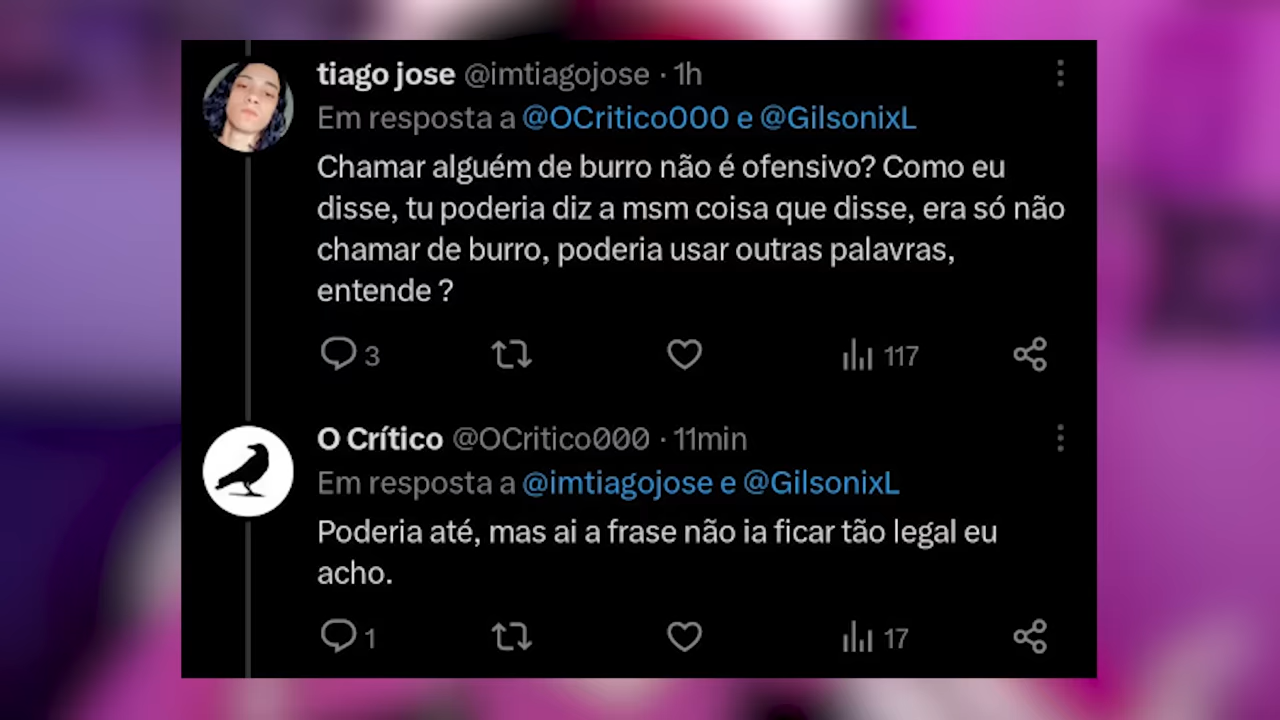 tiago jose @imtiagojose · 1h
Em resposta a @OCritico000 e @GilsonixL
Chamar alguém de burro não é ofensivo? Como eu
disse, tu poderia diz a msm coisa que disse, era só não
chamar de burro, poderia usar outras palavras,
entende ?
3 117
O Crítico @OCritico000 · 11min
Em resposta a @imtiagojose e @GilsonixL
Poderia até, mas ai a frase não ia ficar tão legal eu
acho.
1 17